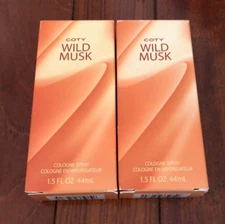 COTY
WILD
MUSK
COLOGNE SPRAY
COLOGNE EN VAPORISATEUR
1.5 FL OZ 44mL
COTY
WILD
MUSK
COLOGNE SPRAY
COLOGNE EN VAPORISATEUR
1.5 FL OZ 44mL